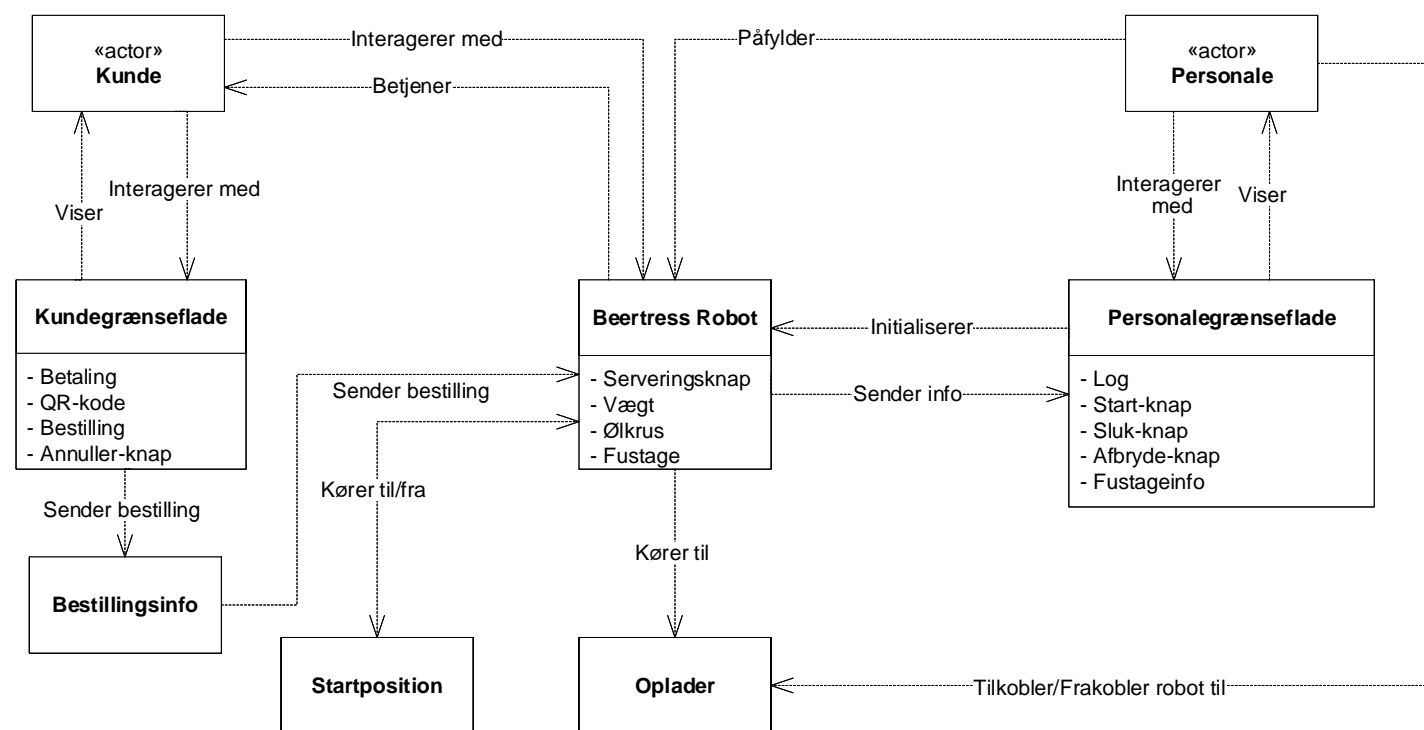 «actor»
Kunde
Interagerer med
Betjener
Påfylder
«actor»
Personale
Viser
Interagerer med
Interagerer
med
Viser
Kundegrænseflade
- Betaling
- QR-kode
- Bestilling
- Annuller-knap
Sender bestilling
Beertress Robot
- Serveringsknap
- Vægt
- Ølkrus
- Fustage
Initialiserer
Sender info
Personalegrænseflade
- Log
- Start-knap
- Sluk-knap
- Afbryde-knap
- Fustageinfo
Sender bestilling
Kører til/fra
Kører til
Bestillingsinfo
Startposition
Oplader
Tilkobler/Frakobler robot til